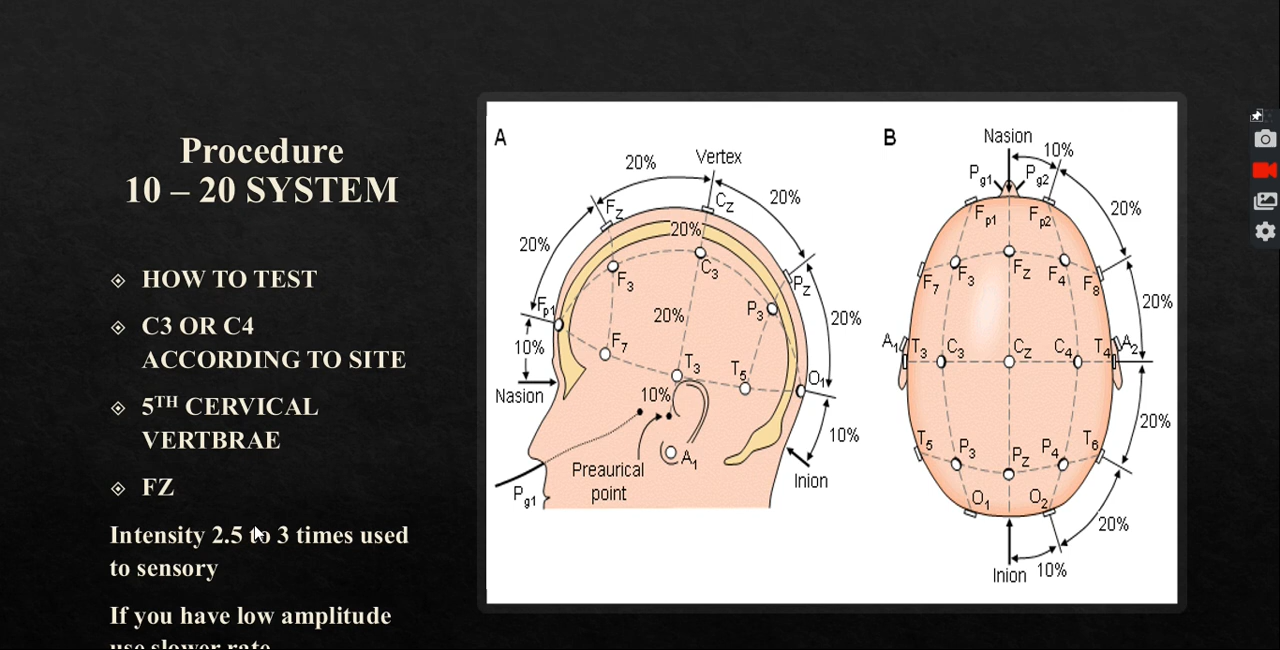 Procedure
10 – 20 SYSTEM
HOW TO TEST
C3 OR C4
ACCORDING TO SITE
5TH CERVICAL
VERTBRAE
FZ
Intensity 2.5 to 3 times used
to sensory
If you have low amplitude
use slower rate
A
20%
Vertex
20%
FZ
CZ
20%
20%
F3
C3
PZ
Fp1
20%
P3
20%
10%
F7
T3
T5
O1
Nasion
10%
10%
A1
Preaurical
point
Inion
Pg1
B
Nasion
10%
Pg1
Pg2
Fp1
Fp2
20%
F7
F3
FZ
F4
F8
20%
A1
T3
C3
CZ
C4
T4
A2
20%
T5
P3
PZ
P4
T6
O1
O2
20%
Inion
10%